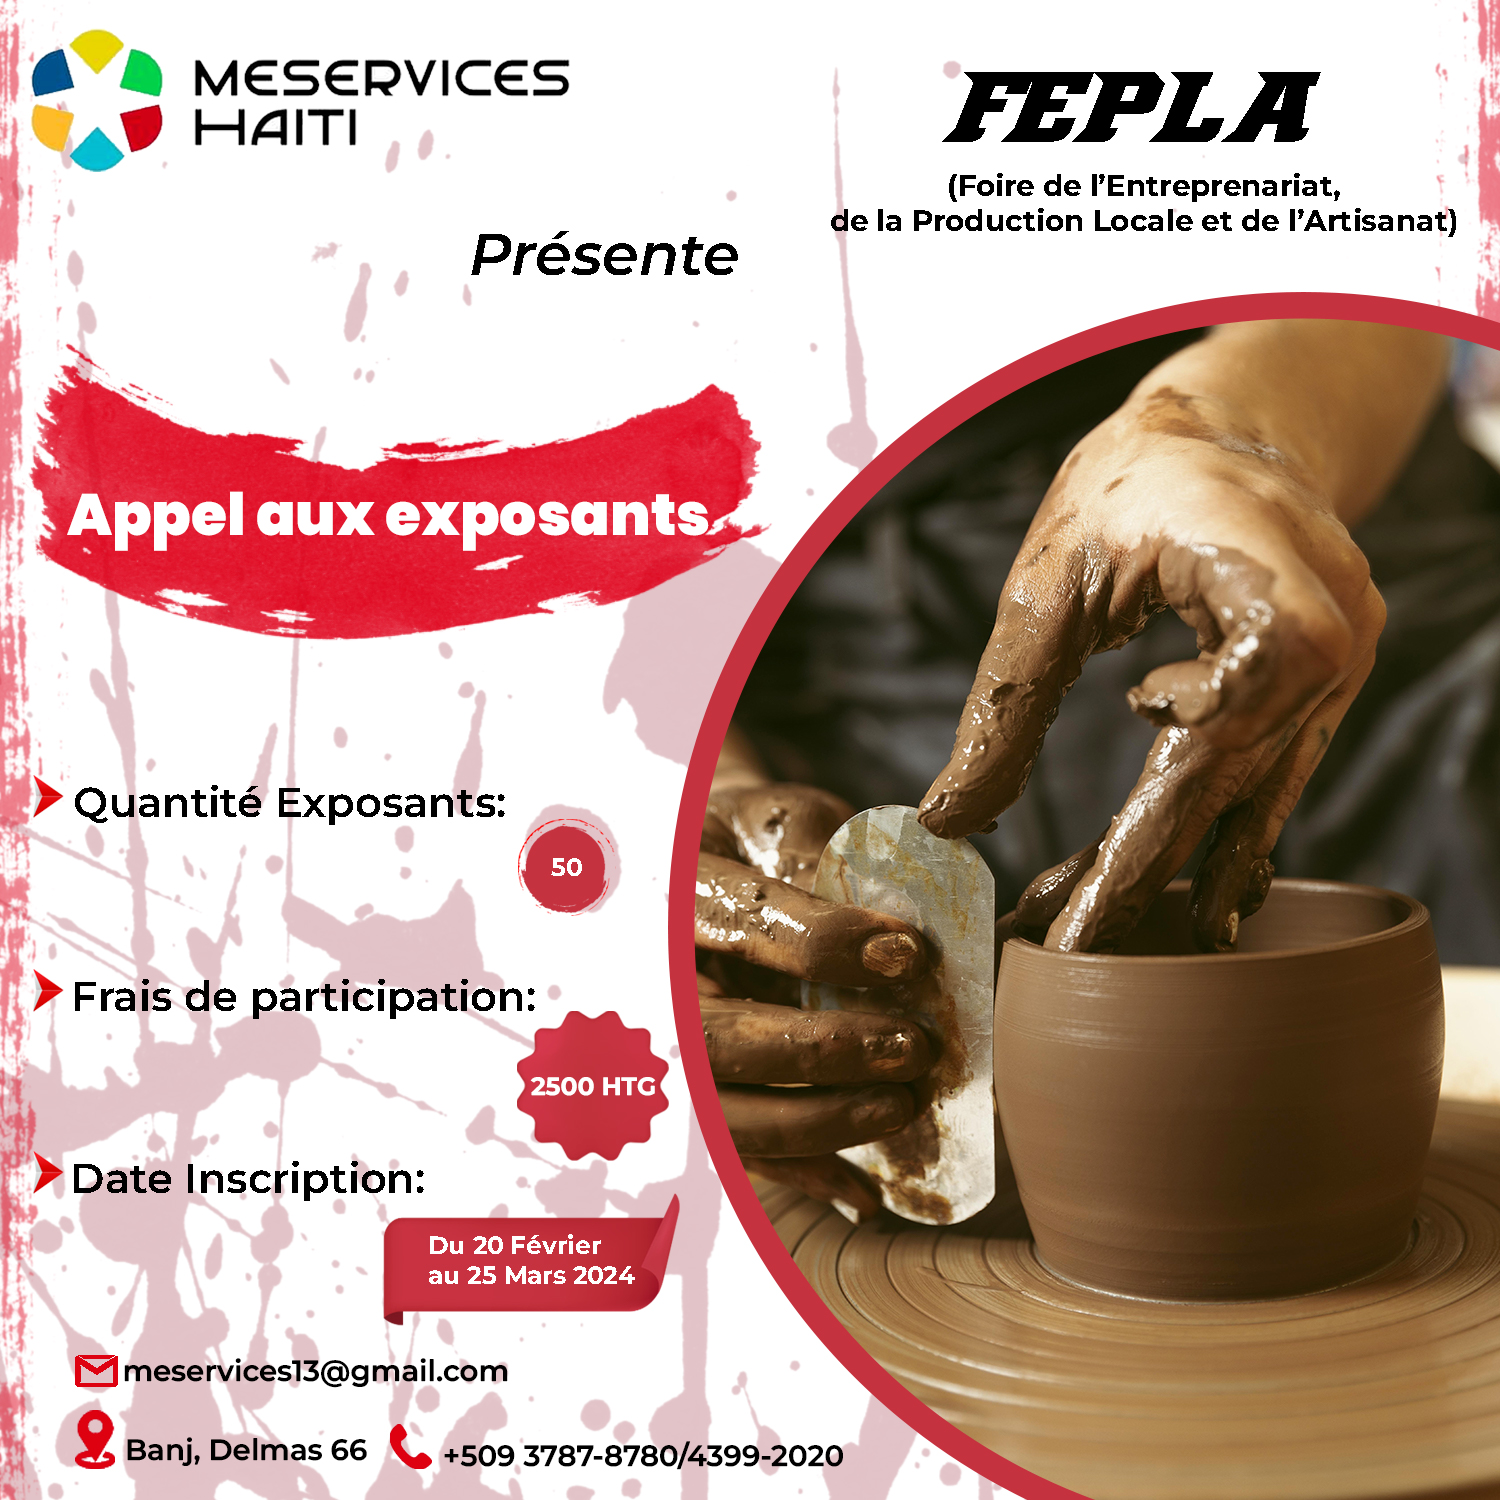 MESERVICES
HAITI
FEPLA
(Foire de l'Entreprenariat,
de la Production Locale et de l'Artisanat)
Présente
Appel aux exposants
Quantité Exposants:
50
Frais de participation:
2500 HTG
Date Inscription:
Du 20 Février
au 25 Mars 2024
meservices13@gmail.com
Banj, Delmas 66
+509 3787-8780/4399-2020